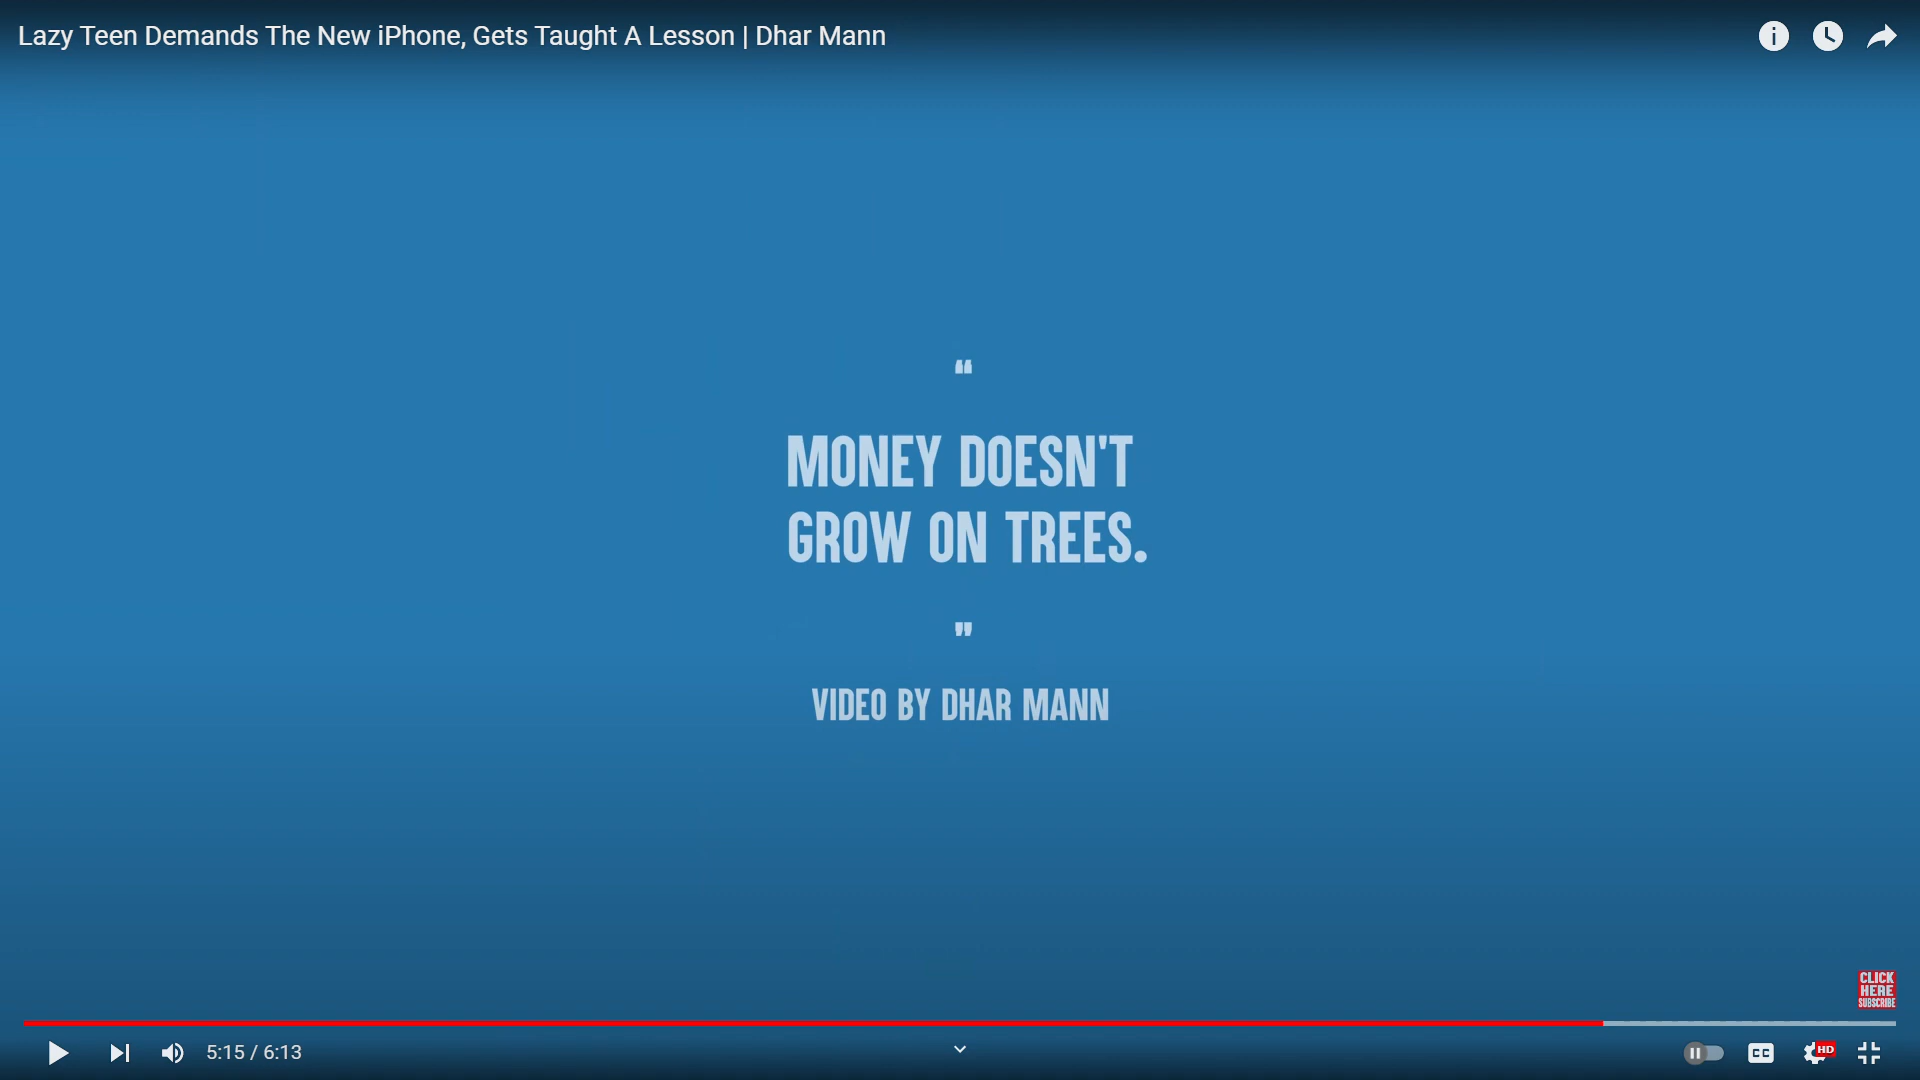 Lazy Teen Demands The New iPhone, Gets Taught A Lesson | Dhar Mann
“
MONEY DOESN'T
GROW ON TREES.
”
VIDEO BY DHAR MANN
CLICK
HERE
SUBSCRIBE
5:15 / 6:13
CC
HD